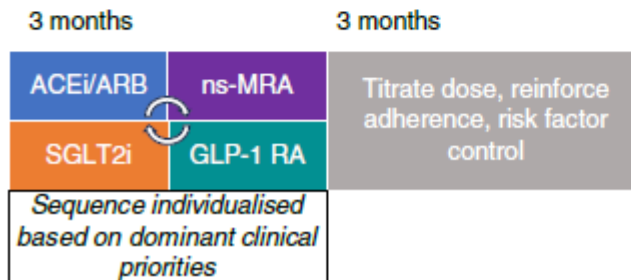 3 months
3 months
ACEi/ARB
ns-MRA
SGLT2i
GLP-1 RA
Titrate dose, reinforce
adherence, risk factor
control
Sequence individualised
based on dominant clinical
priorities